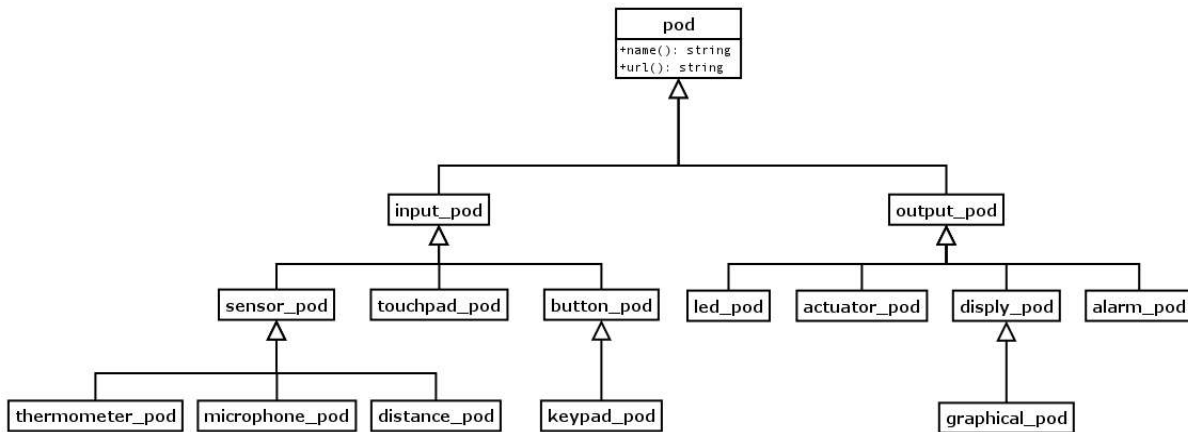 pod
+name(): string
+url(): string
input_pod
output_pod
sensor_pod
touchpad_pod
button_pod
led_pod
actuator_pod
disply_pod
alarm_pod
thermometer_pod
microphone_pod
distance_pod
keypad_pod
graphical_pod